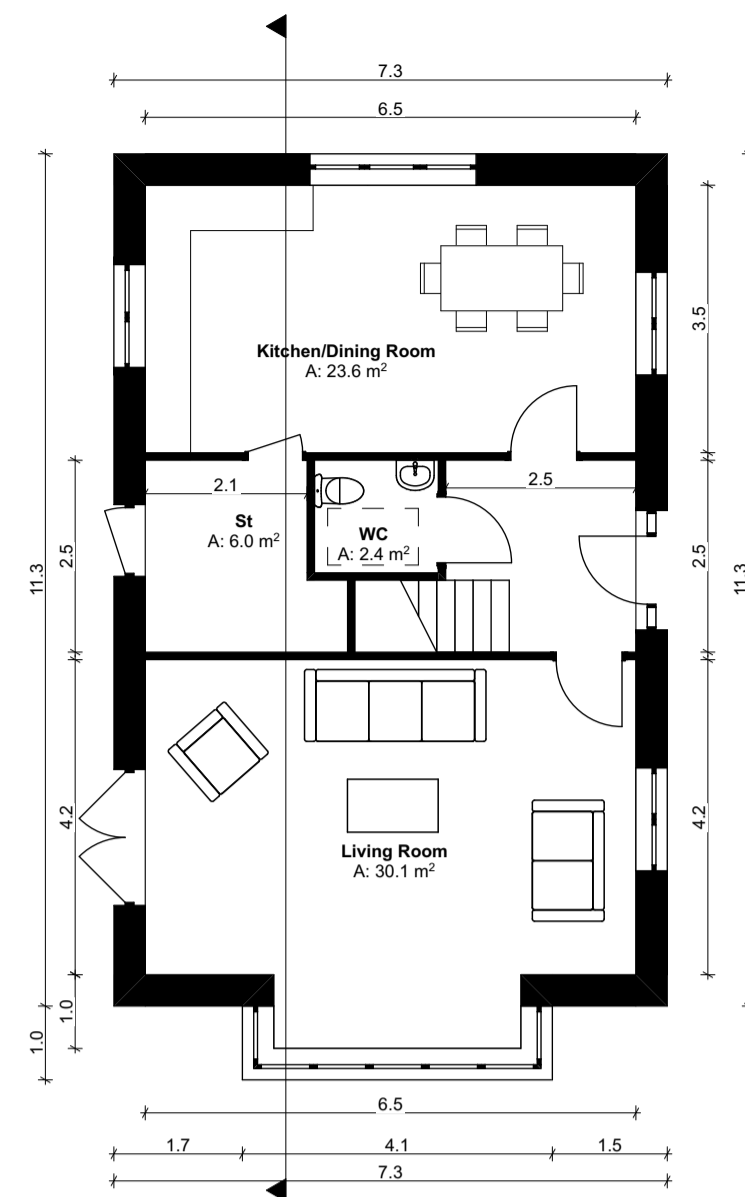 7.3
6.5
Kitchen/Dining Room
A: 23.6 m²
3.5
2.1
2.5
St
A: 6.0 m²
WC
A: 2.4 m²
2.5
2.5
11.3
11.3
4.2
4.2
Living Room
A: 30.1 m²
1.0
1.0
6.5
1.7
4.1
1.5
7.3